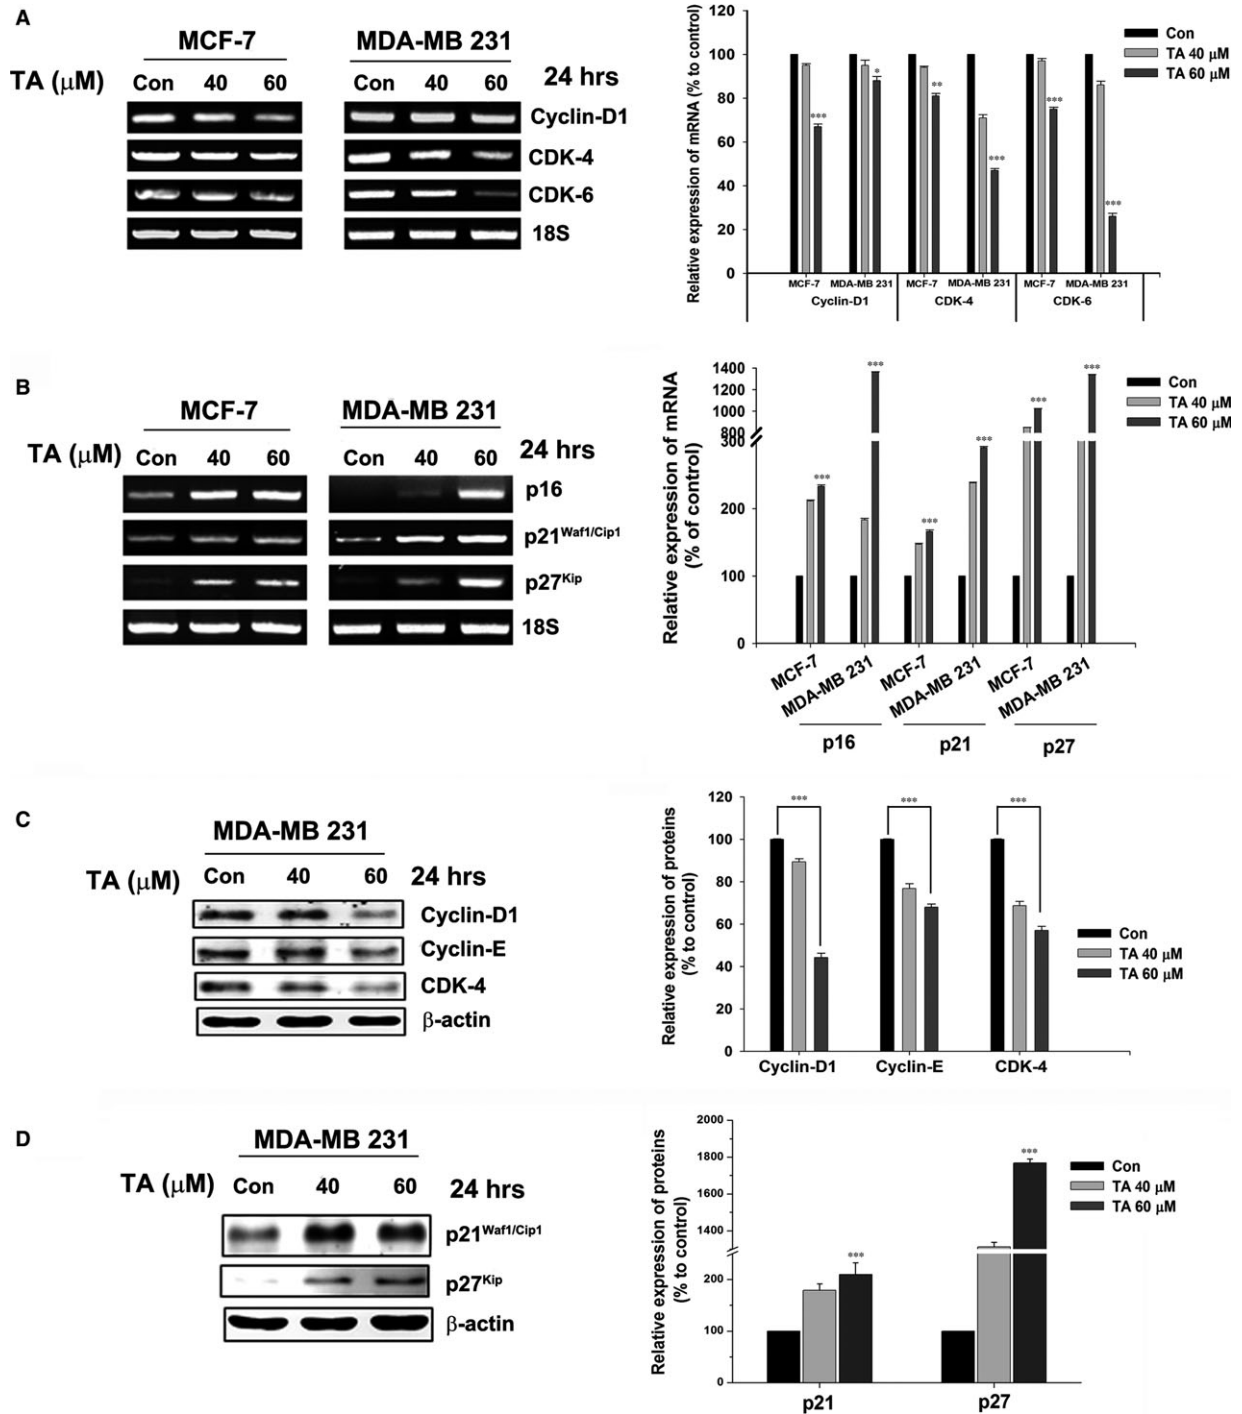 A
MCF-7 MDA-MB 231
TA (μM) Con 40 60 Con 40 60 24 hrs
Cyclin-D1
CDK-4
CDK-6
18S
Relative expression of mRNA (% to control)
120
100
80
60
40
20
0
Con
TA 40 μM
TA 60 μM
*** * ** *** *** ***
MCF-7 MDA-MB 231 MCF-7 MDA-MB 231 MCF-7 MDA-MB 231
Cyclin-D1 CDK-4 CDK-6
B
MCF-7 MDA-MB 231
TA (μM) Con 40 60 Con 40 60 24 hrs
p16
p21Waf1/Cip1
p27Kip
18S
Relative expression of mRNA
(% of control)
1400
1200
1000
800
300
200
100
0
Con
TA 40 μM
TA 60 μM
*** *** *** *** ***
MCF-7 MDA-MB 231 MCF-7 MDA-MB 231 MCF-7 MDA-MB 231
p16 p21 p27
C
MDA-MB 231
TA (μM) Con 40 60 24 hrs
Cyclin-D1
Cyclin-E
CDK-4
β-actin
Relative expression of proteins
(% to control)
120
100
80
60
40
20
0
*** *** ***
Con
TA 40 μM
TA 60 μM
Cyclin-D1 Cyclin-E CDK-4
D
MDA-MB 231
TA (μM) Con 40 60 24 hrs
p21Waf1/Cip1
p27Kip
β-actin
Relative expression of proteins
(% to control)
2000
1800
1600
1400
200
100
0
*** ***
Con
TA 40 μM
TA 60 μM
p21 p27